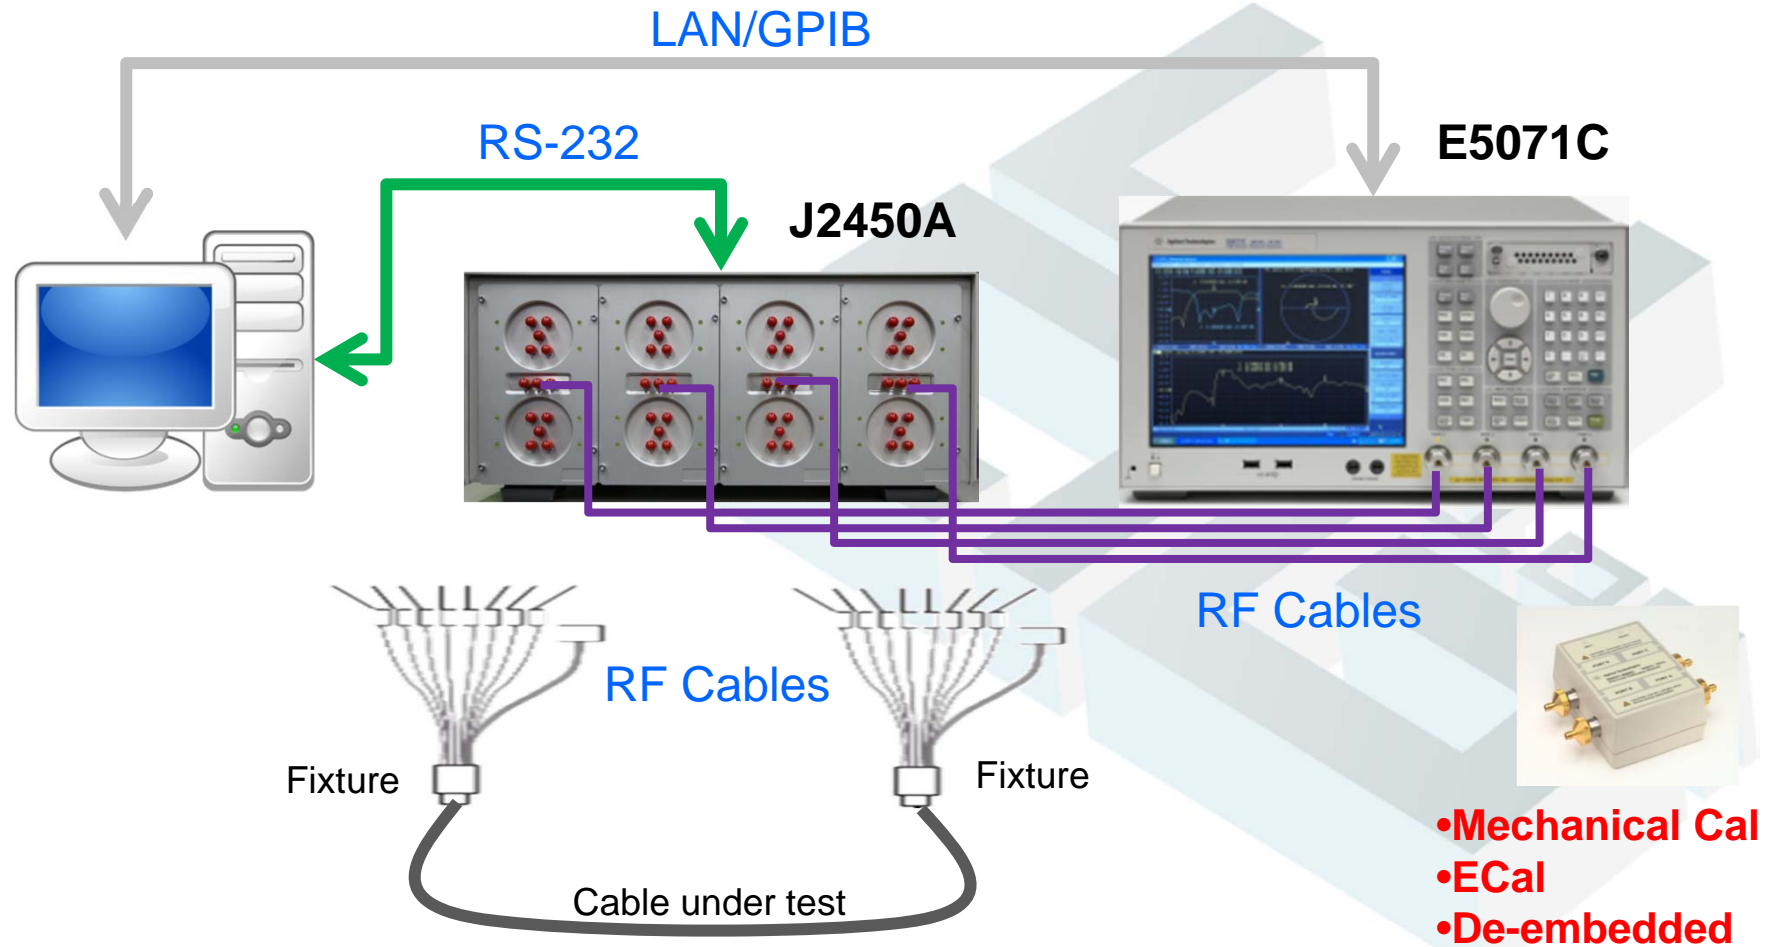 LAN/GPIB
RS-232
E5071C
J2450A
RF Cables
RF Cables
Fixture
Fixture
Cable under test
•Mechanical Cal
•ECal
•De-embedded